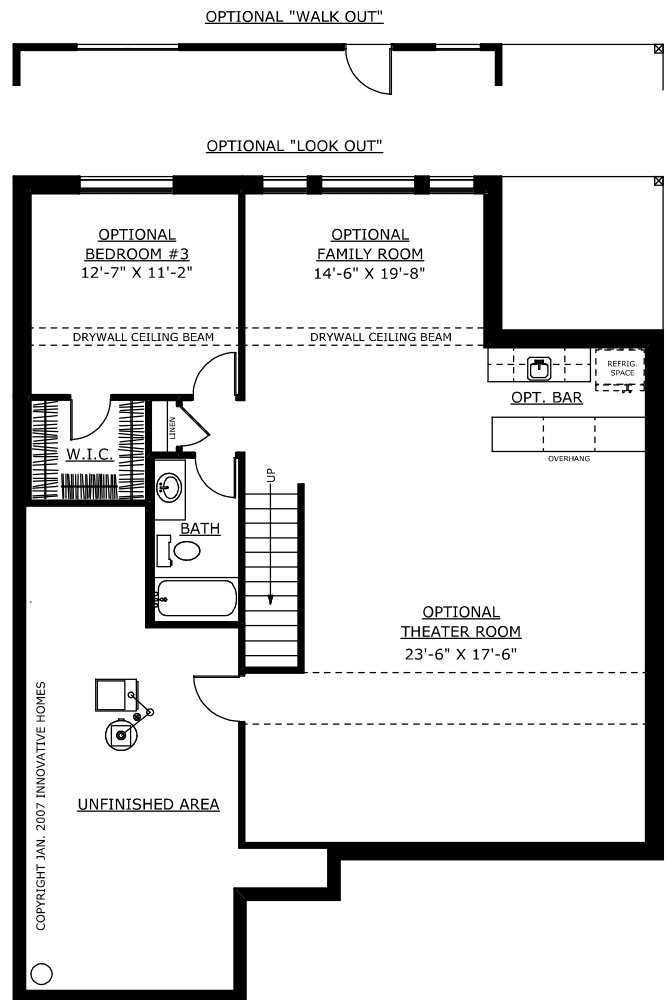 OPTIONAL "WALK OUT"
OPTIONAL "LOOK OUT"
OPTIONAL
BEDROOM #3
12'-7" X 11'-2"
OPTIONAL
FAMILY ROOM
14'-6" X 19'-8"
DRYWALL CEILING BEAM
DRYWALL CEILING BEAM
REFRIG.
SPACE
OPT. BAR
LINEN
W.I.C.
OVERHANG
UP
BATH
OPTIONAL
THEATER ROOM
23'-6" X 17'-6"
UNFINISHED AREA
COPYRIGHT JAN. 2007 INNOVATIVE HOMES